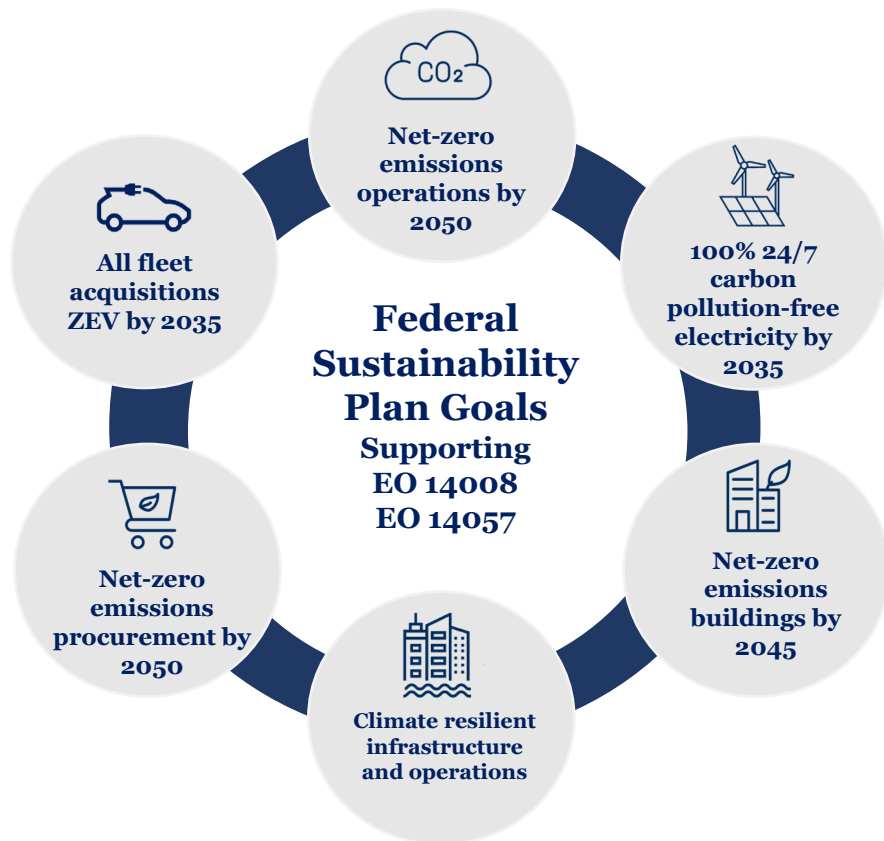 CO₂
Net-zero
emissions
operations by
2050
100% 24/7
carbon
pollution-free
electricity by
2035
Net-zero
emissions
buildings by
2045
Climate resilient
infrastructure
and operations
Net-zero
emissions
procurement by
2050
All fleet
acquisitions
ZEV by 2035
Federal
Sustainability
Plan Goals
Supporting
EO 14008
EO 14057